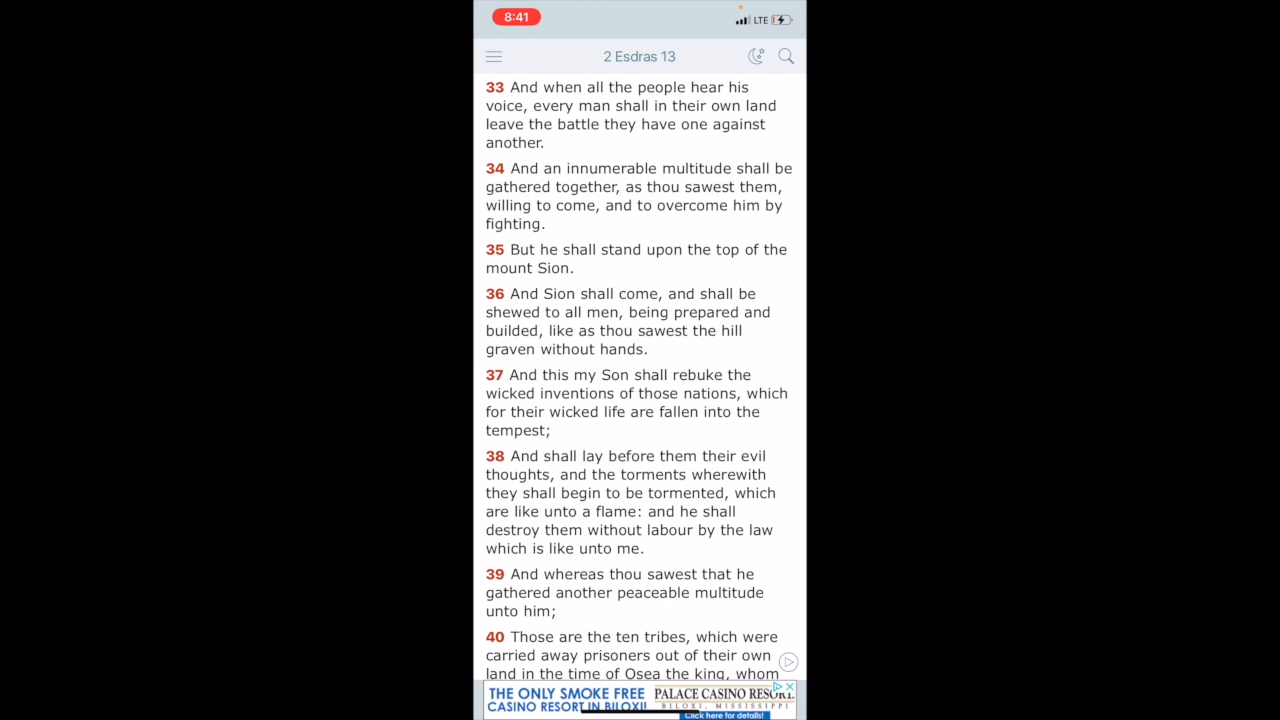 8:41
LTE
2 Esdras 13
33 And when all the people hear his
voice, every man shall in their own land
leave the battle they have one against
another.
34 And an innumerable multitude shall be
gathered together, as thou sawest them,
willing to come, and to overcome him by
fighting.
35 But he shall stand upon the top of the
mount Sion.
36 And Sion shall come, and shall be
shewed to all men, being prepared and
builded, like as thou sawest the hill
graven without hands.
37 And this my Son shall rebuke the
wicked inventions of those nations, which
for their wicked life are fallen into the
tempest;
38 And shall lay before them their evil
thoughts, and the torments wherewith
they shall begin to be tormented, which
are like unto a flame: and he shall
destroy them without labour by the law
which is like unto me.
39 And whereas thou sawest that he
gathered another peaceable multitude
unto him;
40 Those are the ten tribes, which were
carried away prisoners out of their own
land in the time of Osea the king, whom
THE ONLY SMOKE FREE
CASINO RESORT IN BILOXI!
PALACE CASINO RESORT.
BILOXI, MISSISSIPPI
Click here for details!